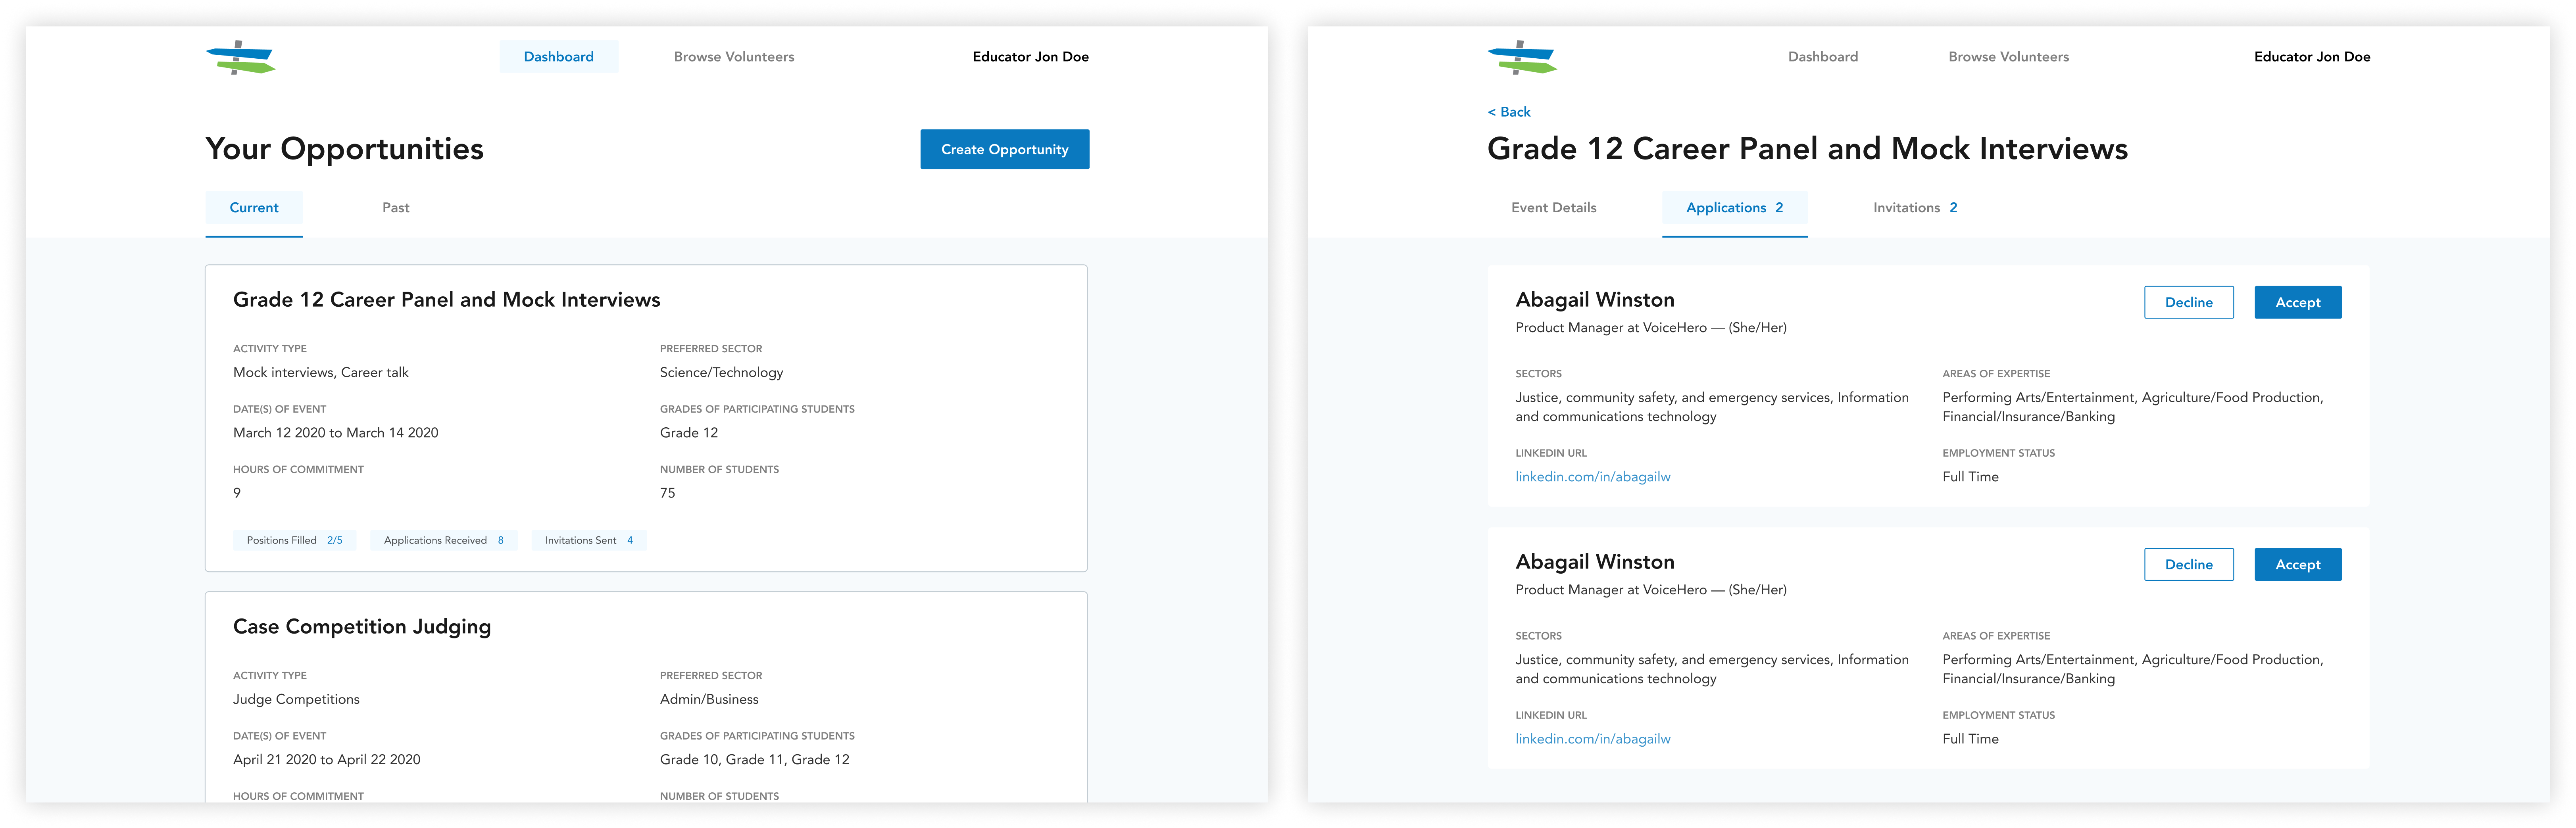 Dashboard
Browse Volunteers
Educator Jon Doe
Your Opportunities
Create Opportunity
Current
Past
Grade 12 Career Panel and Mock Interviews
ACTIVITY TYPE
PREFERRED SECTOR
Mock interviews, Career talk
Science/Technology
DATE(S) OF EVENT
GRADES OF PARTICIPATING STUDENTS
March 12 2020 to March 14 2020
Grade 12
HOURS OF COMMITMENT
NUMBER OF STUDENTS
9
75
Positions Filled 2/5
Applications Received 8
Invitations Sent 4
Case Competition Judging
ACTIVITY TYPE
PREFERRED SECTOR
Judge Competitions
Admin/Business
DATE(S) OF EVENT
GRADES OF PARTICIPATING STUDENTS
April 21 2020 to April 22 2020
Grade 10, Grade 11, Grade 12
HOURS OF COMMITMENT
NUMBER OF STUDENTS
Dashboard
Browse Volunteers
Educator Jon Doe
< Back
Grade 12 Career Panel and Mock Interviews
Event Details
Applications 2
Invitations 2
Abagail Winston
Decline
Accept
Product Manager at VoiceHero — (She/Her)
SECTORS
AREAS OF EXPERTISE
Justice, community safety, and emergency services, Information
and communications technology
Performing Arts/Entertainment, Agriculture/Food Production,
Financial/Insurance/Banking
LINKEDIN URL
EMPLOYMENT STATUS
linkedin.com/in/abagailw
Full Time
Abagail Winston
Decline
Accept
Product Manager at VoiceHero — (She/Her)
SECTORS
AREAS OF EXPERTISE
Justice, community safety, and emergency services, Information
and communications technology
Performing Arts/Entertainment, Agriculture/Food Production,
Financial/Insurance/Banking
LINKEDIN URL
EMPLOYMENT STATUS
linkedin.com/in/abagailw
Full Time